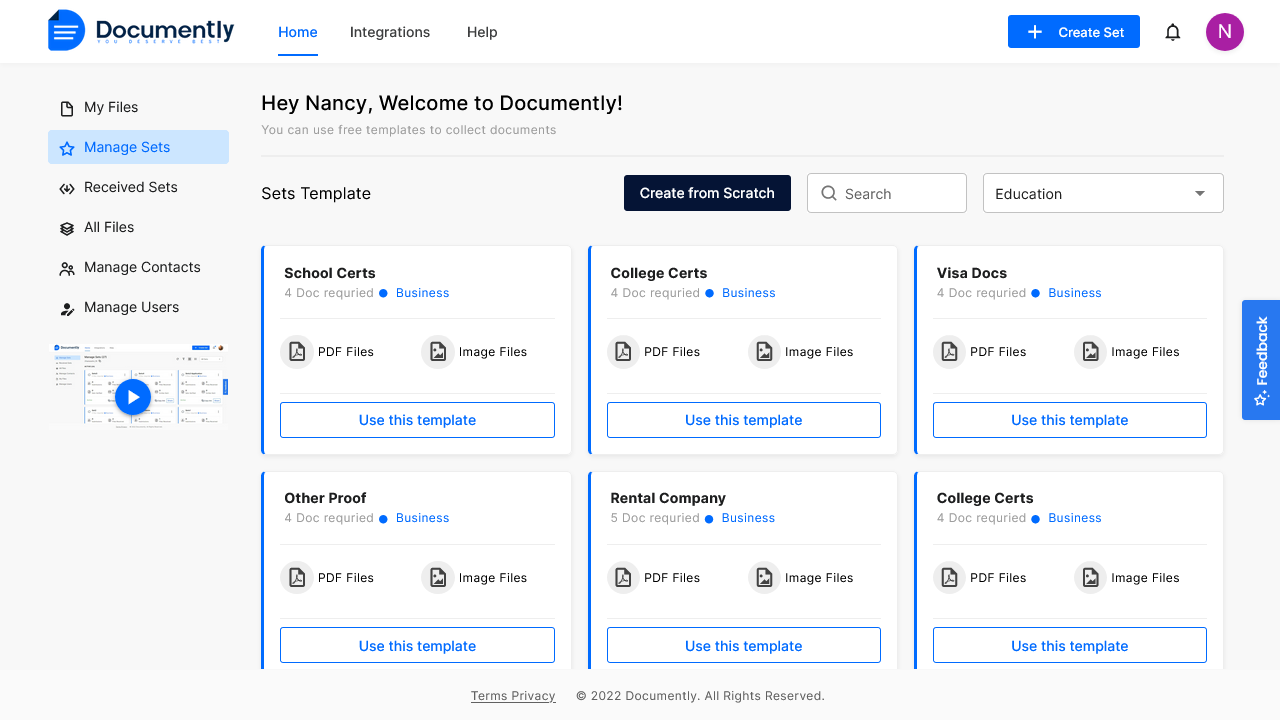 Documently
YOU DESERVE BEST
Home
Integrations
Help
Create Set
N
My Files
Manage Sets
Received Sets
All Files
Manage Contacts
Manage Users
Documently
Hey Nancy, Welcome to Documently!
You can use free templates to collect documents
Sets Template
Create from Scratch
Search
Education
School Certs
4 Doc requried
Business
PDF Files
Image Files
Use this template
College Certs
4 Doc requried
Business
PDF Files
Image Files
Use this template
Visa Docs
4 Doc requried
Business
PDF Files
Image Files
Use this template
Other Proof
4 Doc requried
Business
PDF Files
Image Files
Use this template
Rental Company
5 Doc requried
Business
PDF Files
Image Files
Use this template
College Certs
4 Doc requried
Business
PDF Files
Image Files
Use this template
Feedback
Terms Privacy
© 2022 Documently. All Rights Reserved.